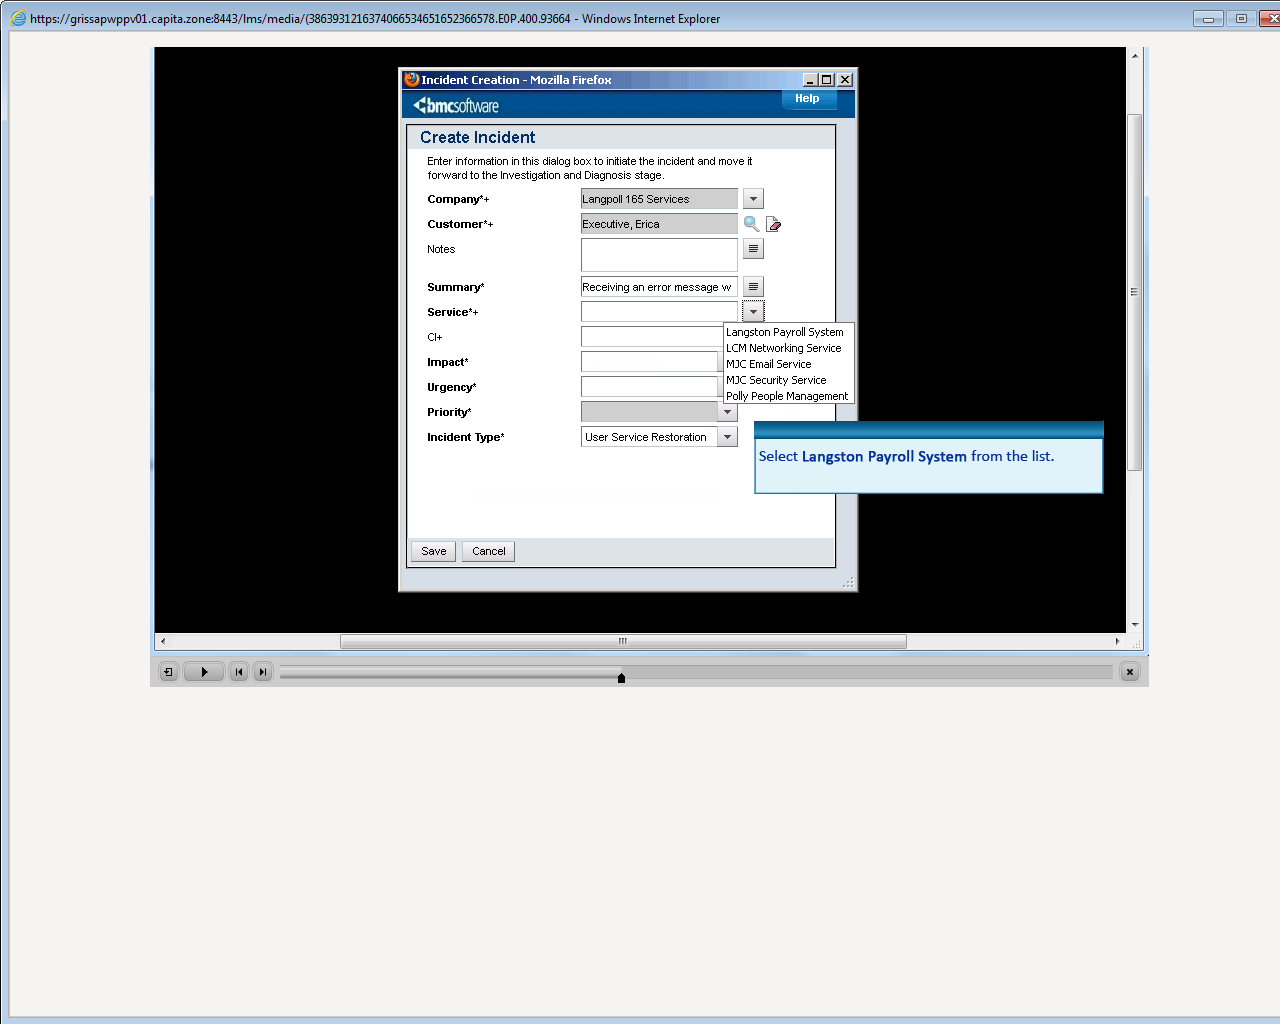 https://grissapwppv01.capita.zone:8443/lms/media/(3863931216374066534651652366578.E0P.400.93664 - Windows Internet Explorer
Incident Creation - Mozilla Firefox
bmcsoftware
Help
Create Incident
Enter information in this dialog box to initiate the incident and move it
forward to the Investigation and Diagnosis stage.
Company*+ Langpoll 165 Services
Customer*+ Executive, Erica
Notes
Summary* Receiving an error message w
Service*+
Langston Payroll System
CI+
LCM Networking Service
Impact*
MJC Email Service
MJC Security Service
Urgency*
Polly People Management
Priority*
Incident Type* User Service Restoration
Select Langston Payroll System from the list.
Save Cancel